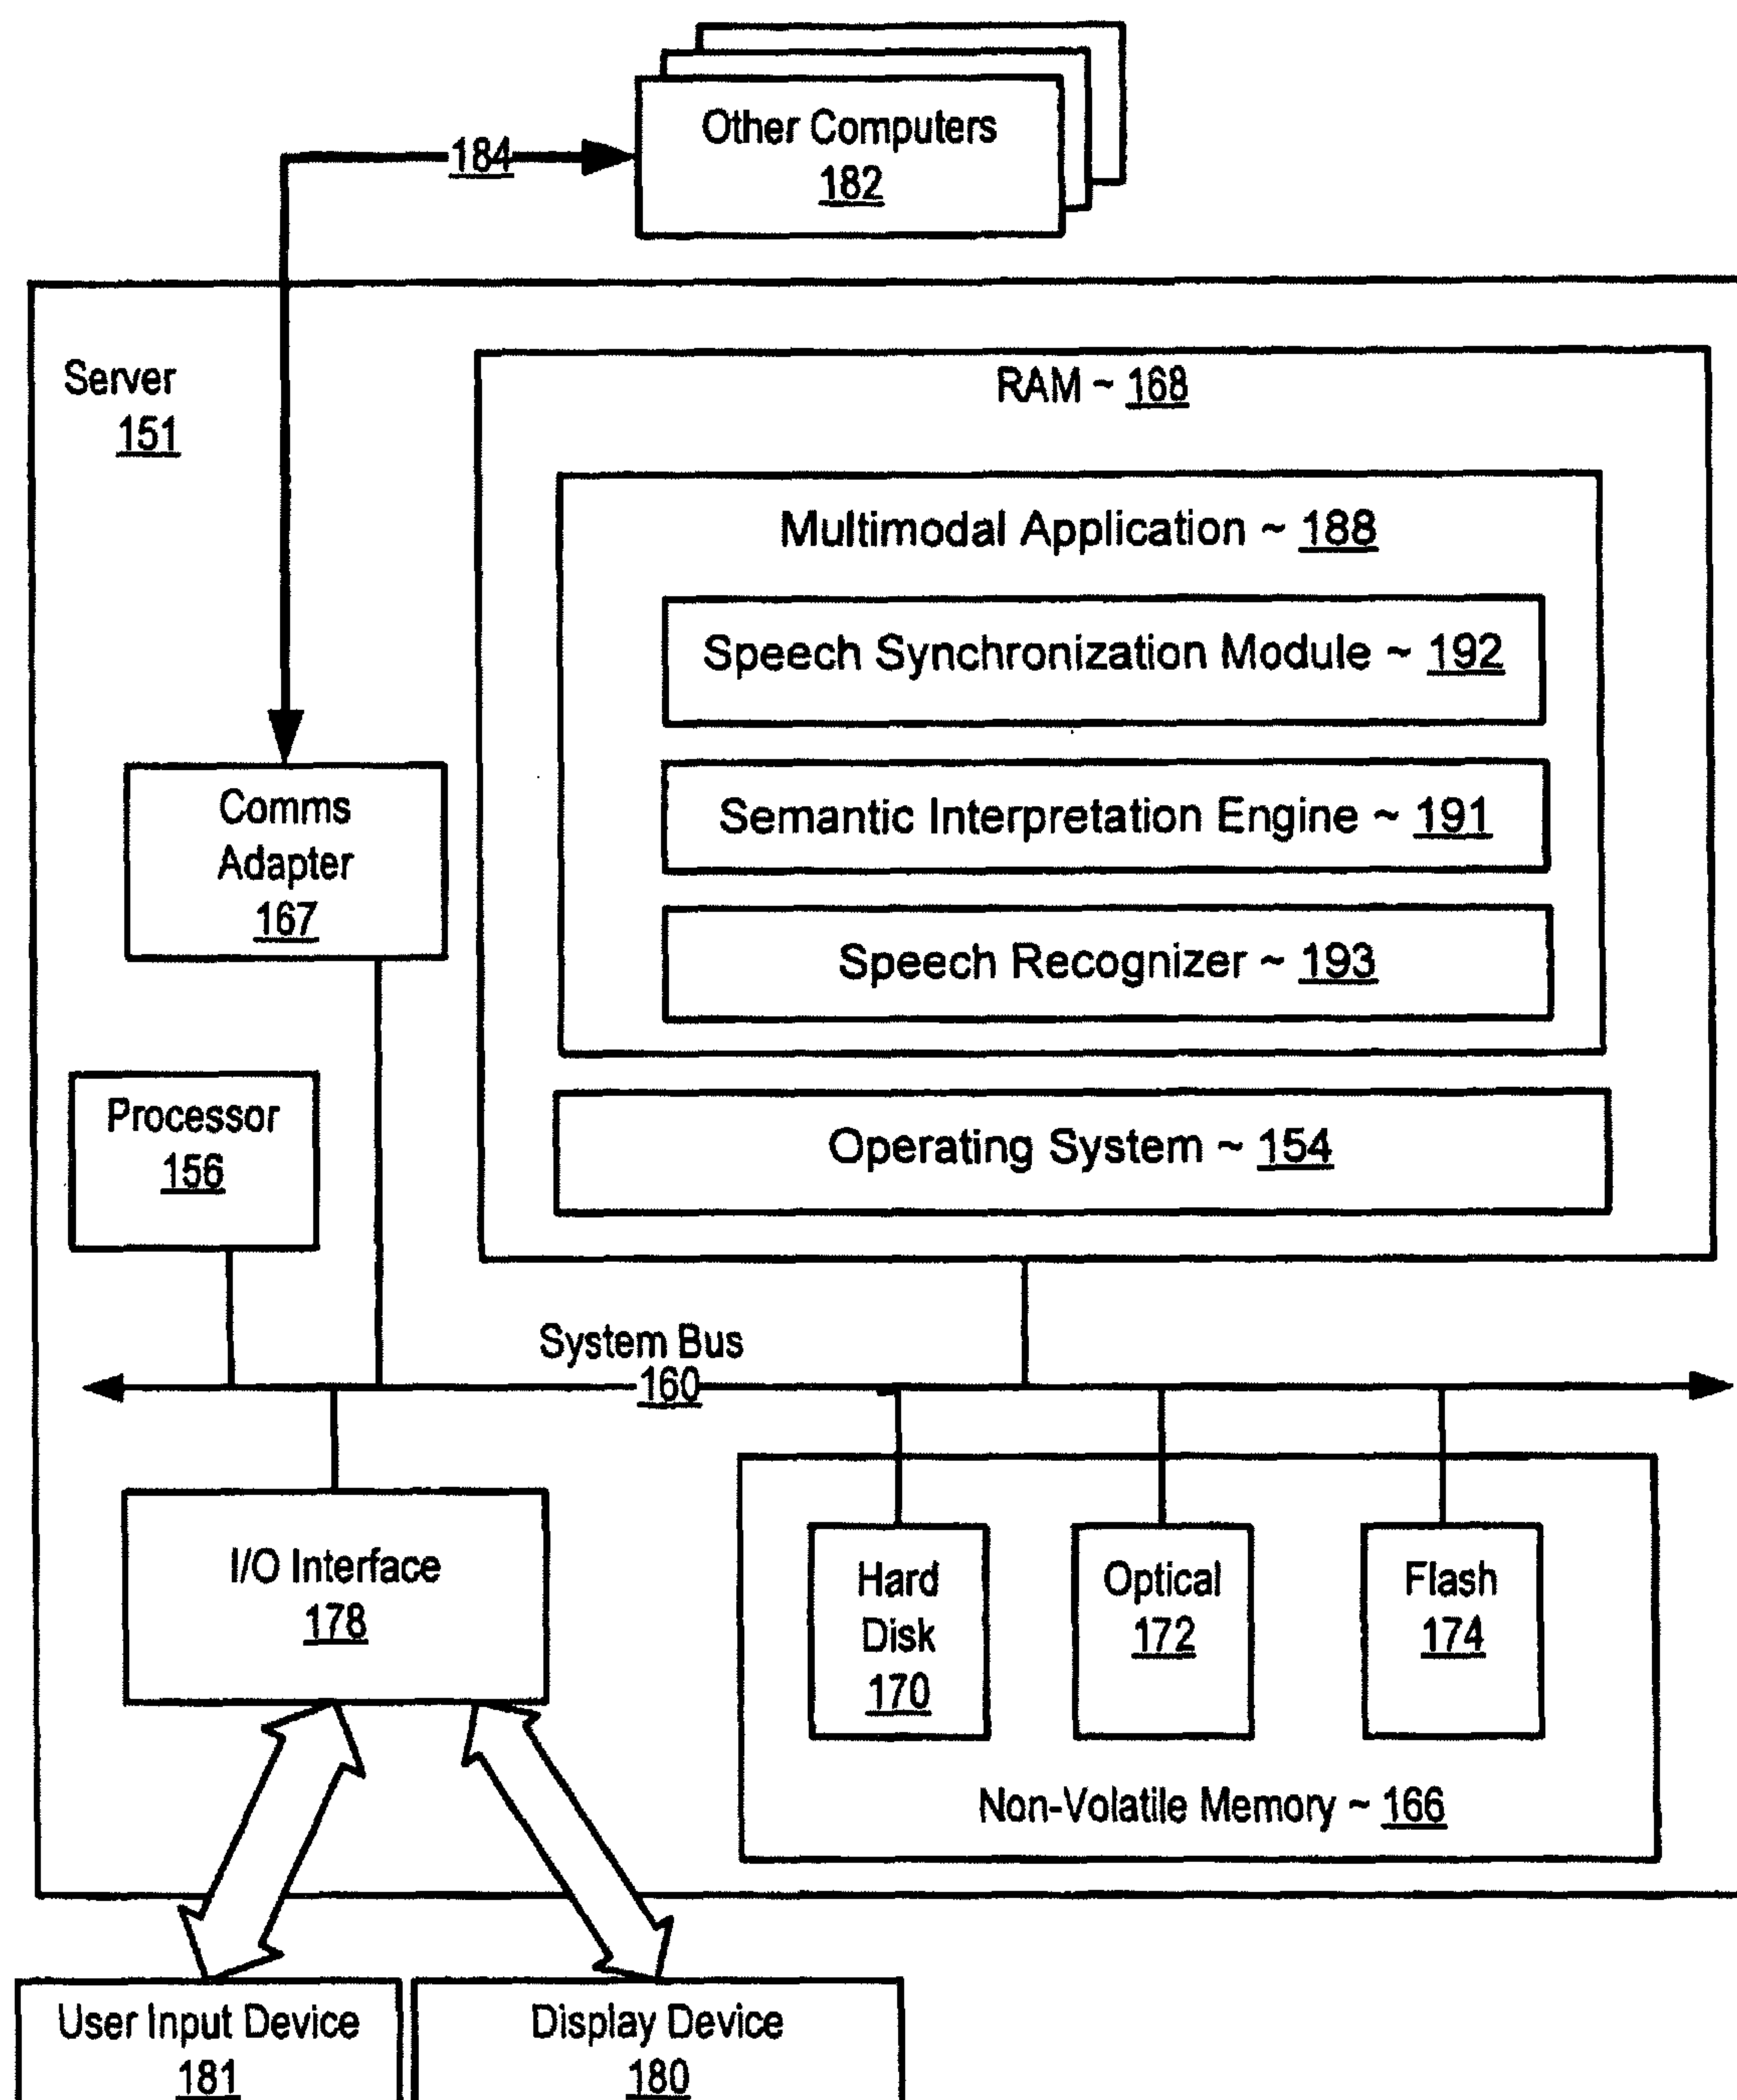 Other Computers
182
184
Server
151
RAM ~ 168
Multimodal Application ~ 188
Speech Synchronization Module ~ 192
Semantic Interpretation Engine ~ 191
Speech Recognizer ~ 193
Operating System ~ 154
Comms
Adapter
167
Processor
156
System Bus
160
I/O Interface
178
Hard
Disk
170
Optical
172
Flash
174
Non-Volatile Memory ~ 166
User Input Device
181
Display Device
180